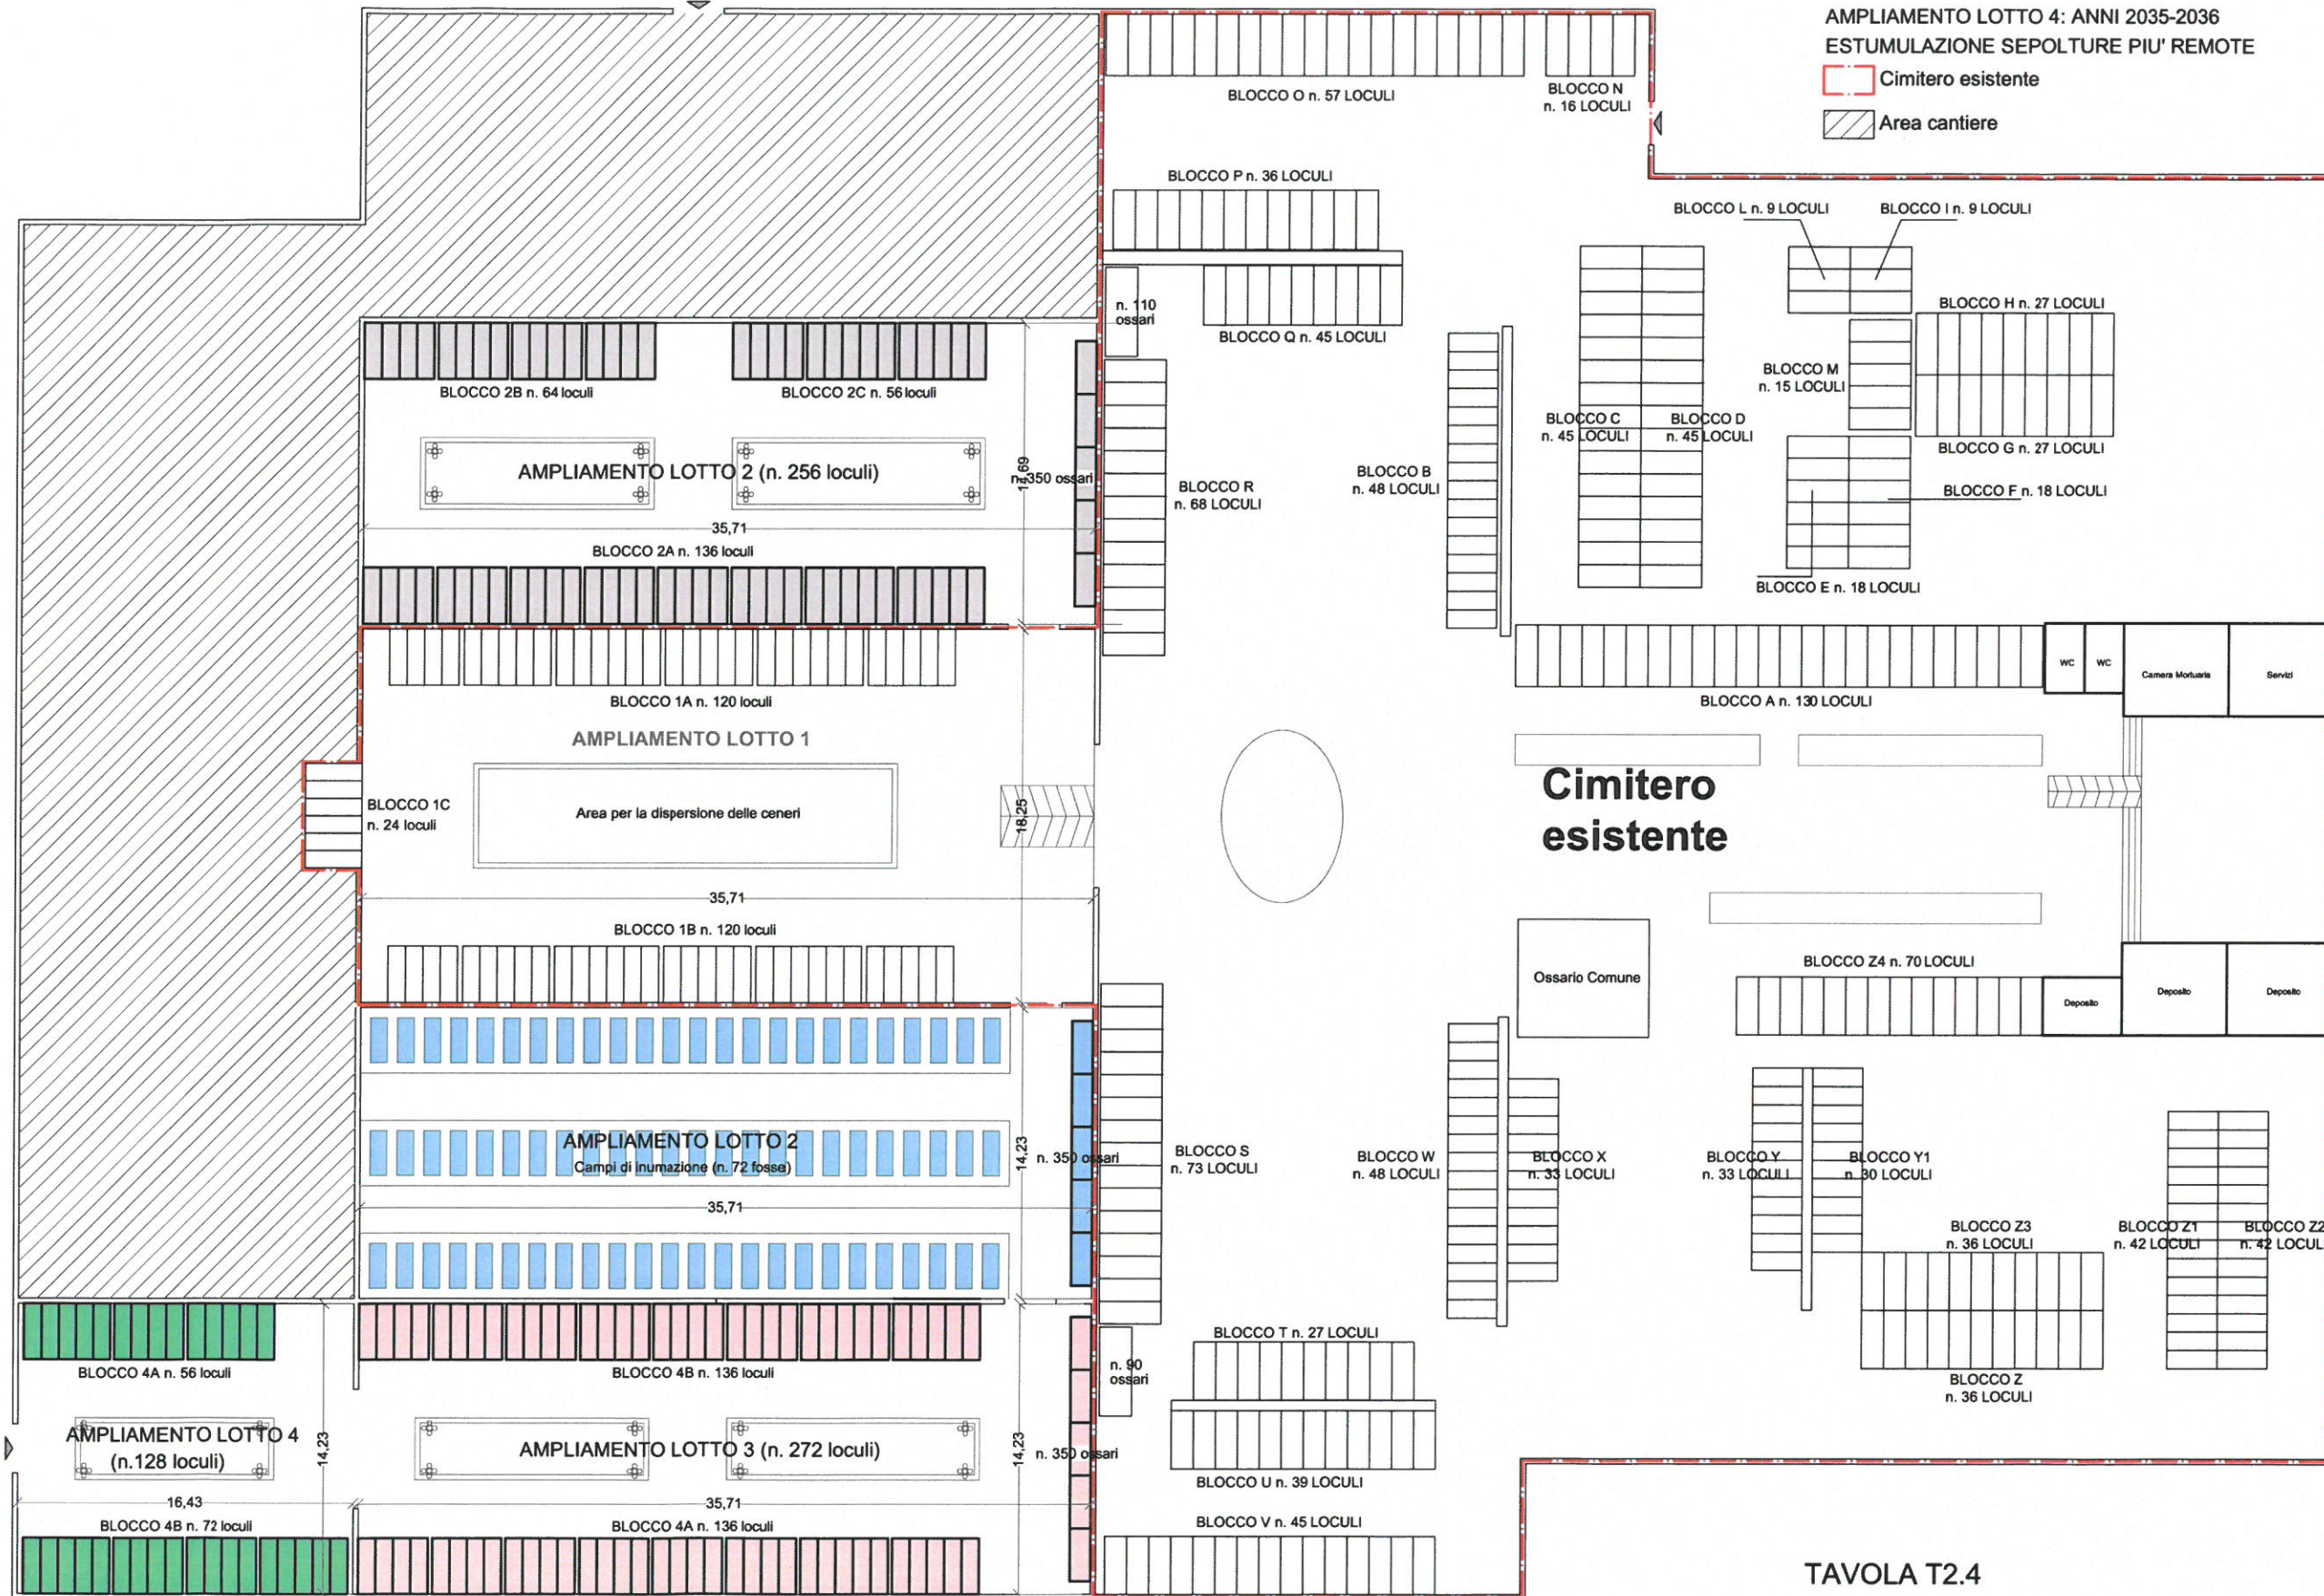 AMPLIAMENTO LOTTO 4: ANNI 2035-2036
ESTUMULAZIONE SEPOLTURE PIU' REMOTE
Cimitero esistente
Area cantiere
BLOCCO O n. 57 LOCULI
BLOCCO N
n. 16 LOCULI
BLOCCO P n. 36 LOCULI
BLOCCO L n. 9 LOCULI
BLOCCO I n. 9 LOCULI
n. 110
ossari
BLOCCO Q n. 45 LOCULI
BLOCCO H n. 27 LOCULI
BLOCCO M
n. 15 LOCULI
BLOCCO 2B n. 64 loculi
BLOCCO 2C n. 56 loculi
BLOCCO C
n. 45 LOCULI
BLOCCO D
n. 45 LOCULI
BLOCCO G n. 27 LOCULI
AMPLIAMENTO LOTTO 2 (n. 256 loculi)
n. 350 ossari
BLOCCO R
n. 68 LOCULI
BLOCCO B
n. 48 LOCULI
BLOCCO F n. 18 LOCULI
35,71
BLOCCO 2A n. 136 loculi
BLOCCO E n. 18 LOCULI
WC
WC
Camera Mortuaria
Servizi
BLOCCO 1A n. 120 loculi
BLOCCO A n. 130 LOCULI
AMPLIAMENTO LOTTO 1
Cimitero
esistente
BLOCCO 1C
n. 24 loculi
Area per la dispersione delle ceneri
18,25
35,71
BLOCCO 1B n. 120 loculi
Ossario Comune
BLOCCO Z4 n. 70 LOCULI
Deposito
Deposito
Deposito
AMPLIAMENTO LOTTO 2
Campi di inumazione (n. 72 fosse)
14,23
n. 350 ossari
BLOCCO S
n. 73 LOCULI
BLOCCO W
n. 48 LOCULI
BLOCCO X
n. 33 LOCULI
BLOCCO Y
n. 33 LOCULI
BLOCCO Y1
n. 30 LOCULI
35,71
BLOCCO Z3
n. 36 LOCULI
BLOCCO Z1
n. 42 LOCULI
BLOCCO Z2
n. 42 LOCUL
BLOCCO T n. 27 LOCULI
BLOCCO 4A n. 56 loculi
BLOCCO 4B n. 136 loculi
n. 90
ossari
BLOCCO Z
n. 36 LOCULI
AMPLIAMENTO LOTTO 4
(n.128 loculi)
14,23
AMPLIAMENTO LOTTO 3 (n. 272 loculi)
14,23
n. 350 ossari
BLOCCO U n. 39 LOCULI
16,43
35,71
BLOCCO 4B n. 72 loculi
BLOCCO 4A n. 136 loculi
BLOCCO V n. 45 LOCULI
TAVOLA T2.4